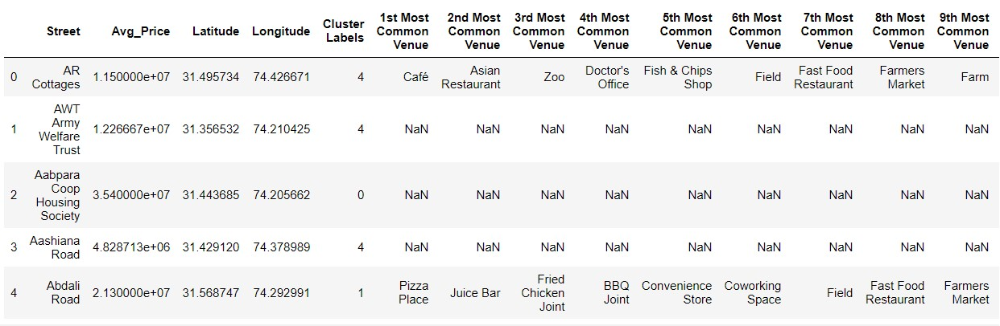 Street Avg_Price Latitude Longitude Cluster Labels 1st Most Common Venue 2nd Most Common Venue 3rd Most Common Venue 4th Most Common Venue 5th Most Common Venue 6th Most Common Venue 7th Most Common Venue 8th Most Common Venue 9th Most Common Venue
0 AR Cottages 1.150000e+07 31.495734 74.426671 4 Café Asian Restaurant Zoo Doctor's Office Fish & Chips Shop Field Fast Food Restaurant Farmers Market Farm
1 AWT Army Welfare Trust 1.226667e+07 31.356532 74.210425 4 NaN NaN NaN NaN NaN NaN NaN NaN NaN
2 Aabpara Coop Housing Society 3.540000e+07 31.443685 74.205662 0 NaN NaN NaN NaN NaN NaN NaN NaN NaN
3 Aashiana Road 4.828713e+06 31.429120 74.378989 4 NaN NaN NaN NaN NaN NaN NaN NaN NaN
4 Abdali Road 2.130000e+07 31.568747 74.292991 1 Pizza Place Juice Bar Fried Chicken Joint BBQ Joint Convenience Store Coworking Space Field Fast Food Restaurant Farmers Market